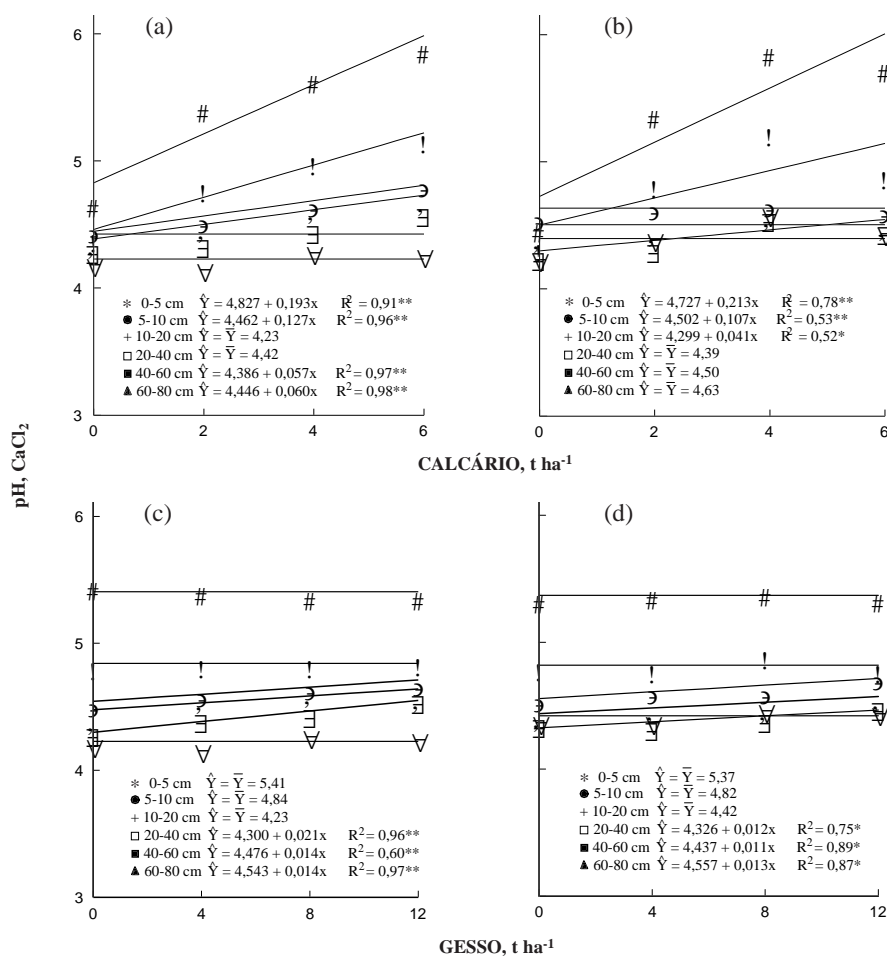 (a)
6
5
4
3
* 0-5 cm Ŷ = 4,827 + 0,193x R² = 0,91**
● 5-10 cm Ŷ = 4,462 + 0,127x R² = 0,96**
+ 10-20 cm Ŷ = Y̅ = 4,23
□ 20-40 cm Ŷ = Y̅ = 4,42
■ 40-60 cm Ŷ = 4,386 + 0,057x R² = 0,97**
▲ 60-80 cm Ŷ = 4,446 + 0,060x R² = 0,98**
0 2 4 6
(b)
* 0-5 cm Ŷ = 4,727 + 0,213x R² = 0,78**
● 5-10 cm Ŷ = 4,502 + 0,107x R² = 0,53**
+ 10-20 cm Ŷ = 4,299 + 0,041x R² = 0,52*
□ 20-40 cm Ŷ = Y̅ = 4,39
■ 40-60 cm Ŷ = Y̅ = 4,50
▲ 60-80 cm Ŷ = Y̅ = 4,63
0 2 4 6
CALCÁRIO, t ha⁻¹
pH, CaCl₂
(c)
6
5
4
3
* 0-5 cm Ŷ = Y̅ = 5,41
● 5-10 cm Ŷ = Y̅ = 4,84
+ 10-20 cm Ŷ = Y̅ = 4,23
□ 20-40 cm Ŷ = 4,300 + 0,021x R² = 0,96**
■ 40-60 cm Ŷ = 4,476 + 0,014x R² = 0,60**
▲ 60-80 cm Ŷ = 4,543 + 0,014x R² = 0,97**
0 4 8 12
(d)
* 0-5 cm Ŷ = Y̅ = 5,37
● 5-10 cm Ŷ = Y̅ = 4,82
+ 10-20 cm Ŷ = Y̅ = 4,42
□ 20-40 cm Ŷ = 4,326 + 0,012x R² = 0,75*
■ 40-60 cm Ŷ = 4,437 + 0,011x R² = 0,89*
▲ 60-80 cm Ŷ = 4,557 + 0,013x R² = 0,87*
0 4 8 12
GESSO, t ha⁻¹